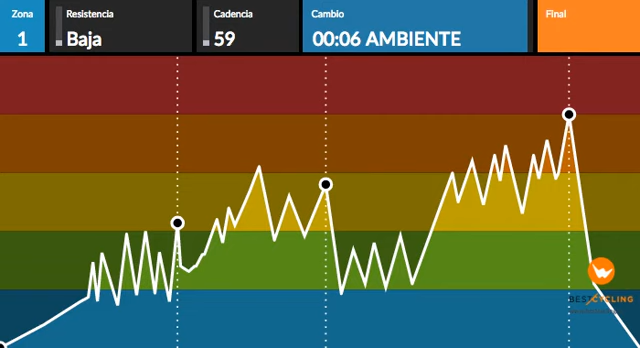 Zona
1
Resistencia
Baja
Cadencia
59
Cambio
00:06 AMBIENTE
Final
BESTCYCLING